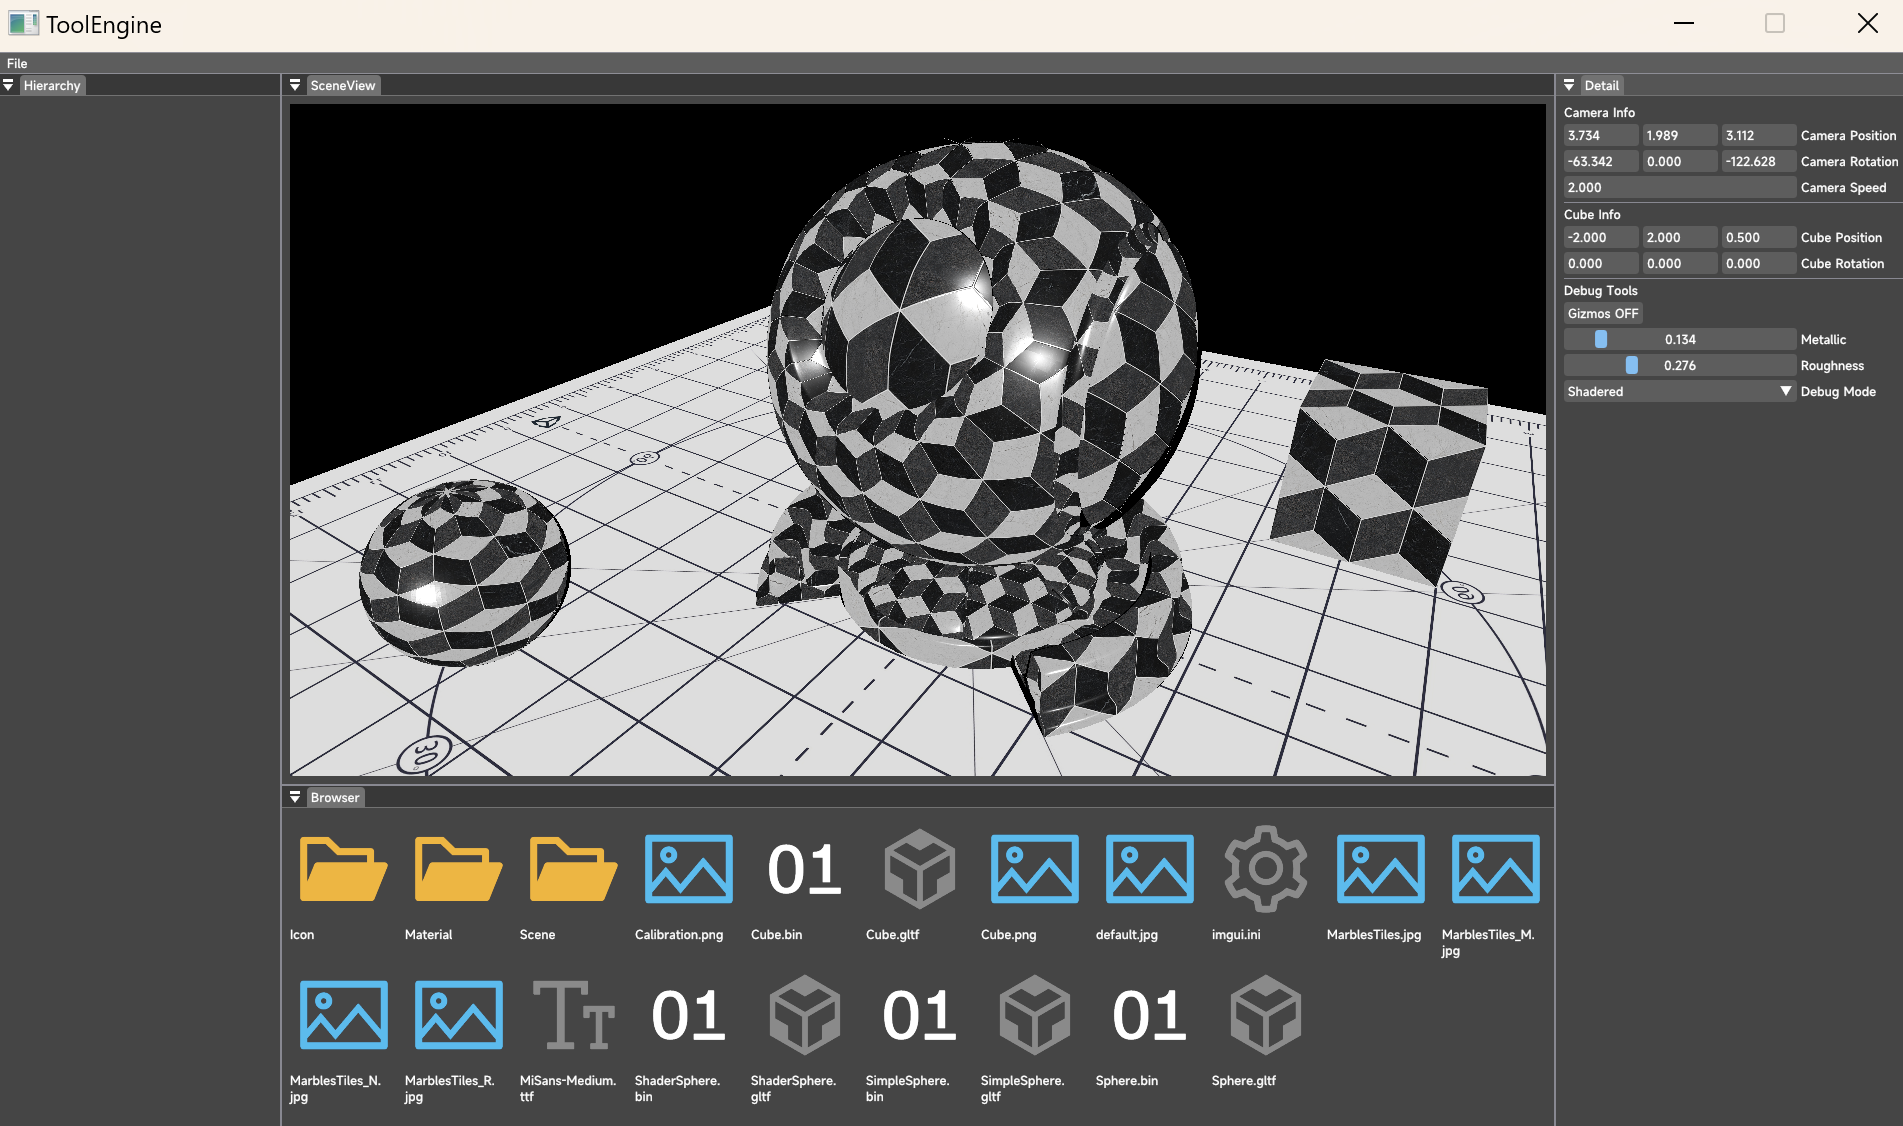 ToolEngine
File
Hierarchy
SceneView
Detail
Camera Info
3.734 1.989 3.112 Camera Position
-63.342 0.000 -122.628 Camera Rotation
2.000 Camera Speed
Cube Info
-2.000 2.000 0.500 Cube Position
0.000 0.000 0.000 Cube Rotation
Debug Tools
Gizmos OFF
0.134 Metallic
0.276 Roughness
Shadered Debug Mode
30
Browser
01
Icon
Material
Scene
Calibration.png
Cube.bin
Cube.gltf
Cube.png
default.jpg
imgui.ini
MarblesTiles.jpg
MarblesTiles_M.
jpg
Tt 01 01 01
MarblesTiles_N.
jpg
MarblesTiles_R.
jpg
MiSans-Medium.
ttf
ShaderSphere.
bin
ShaderSphere.
gltf
SimpleSphere.
bin
SimpleSphere.
gltf
Sphere.bin
Sphere.gltf